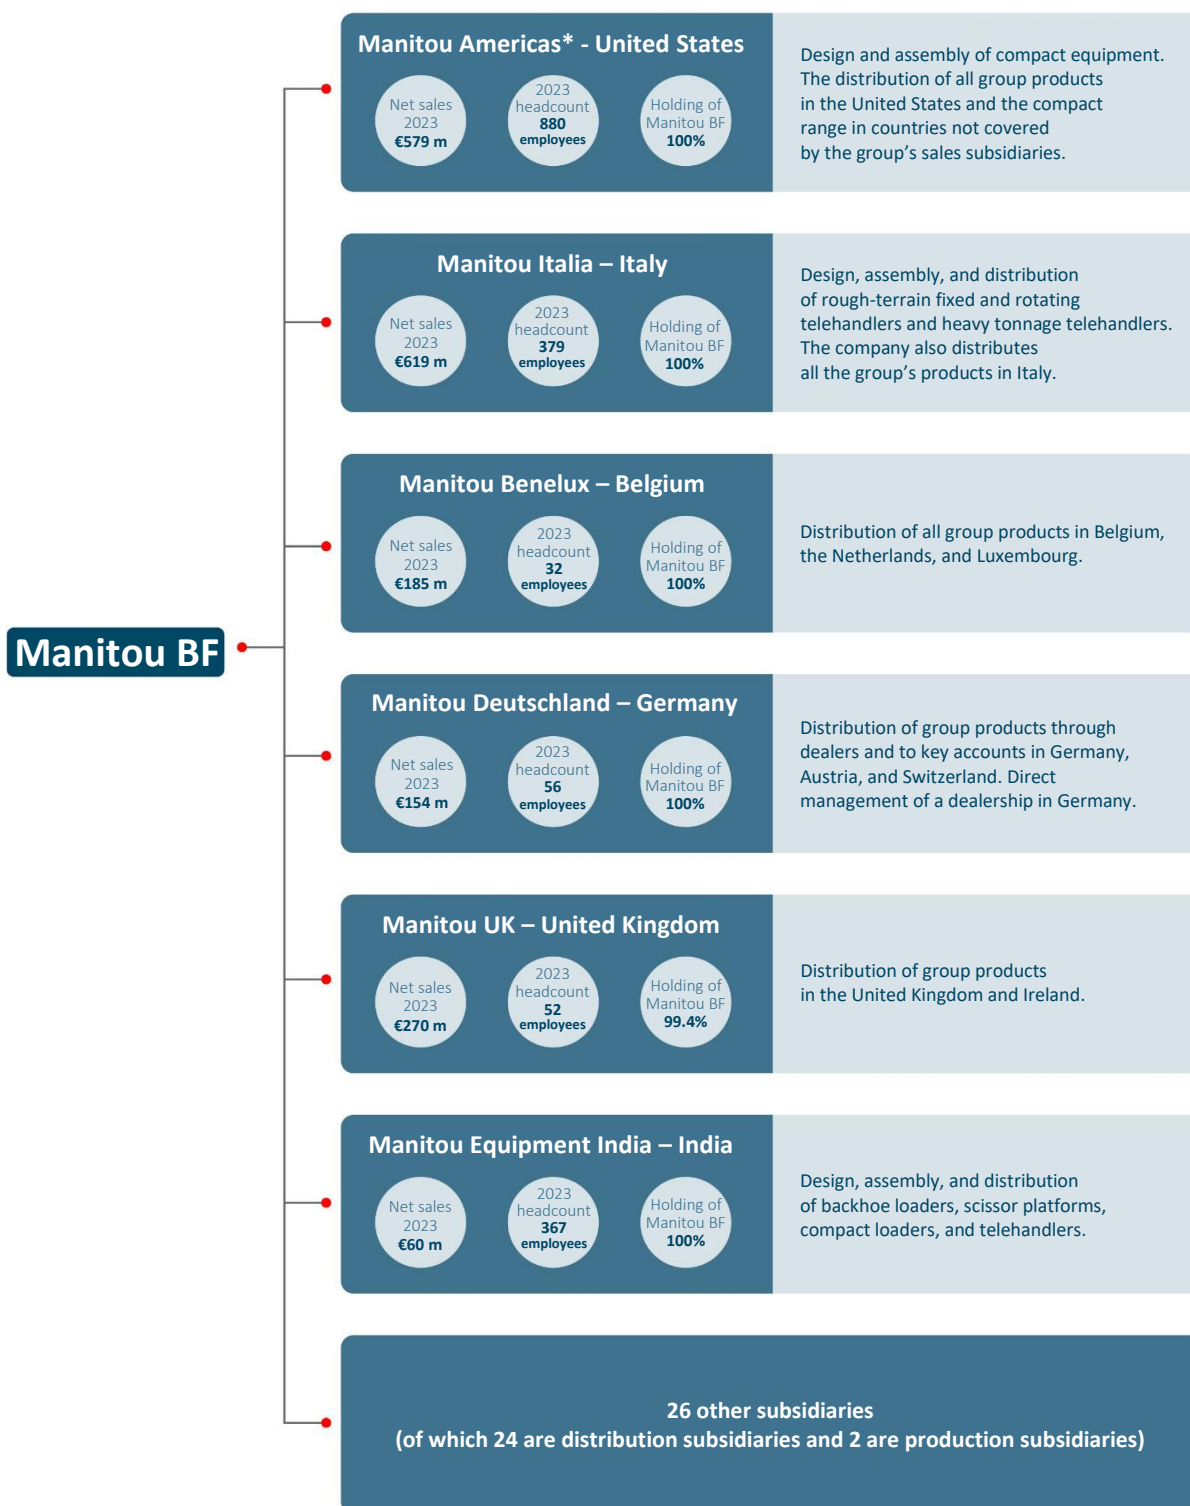 Manitou BF
Manitou Americas* - United States
Net sales
2023
€579 m
2023
headcount
880
employees
Holding of
Manitou BF
100%
Design and assembly of compact equipment.
The distribution of all group products
in the United States and the compact
range in countries not covered
by the group’s sales subsidiaries.
Manitou Italia – Italy
Net sales
2023
€619 m
2023
headcount
379
employees
Holding of
Manitou BF
100%
Design, assembly, and distribution
of rough-terrain fixed and rotating
telehandlers and heavy tonnage telehandlers.
The company also distributes
all the group’s products in Italy.
Manitou Benelux – Belgium
Net sales
2023
€185 m
2023
headcount
32
employees
Holding of
Manitou BF
100%
Distribution of all group products in Belgium,
the Netherlands, and Luxembourg.
Manitou Deutschland – Germany
Net sales
2023
€154 m
2023
headcount
56
employees
Holding of
Manitou BF
100%
Distribution of group products through
dealers and to key accounts in Germany,
Austria, and Switzerland. Direct
management of a dealership in Germany.
Manitou UK – United Kingdom
Net sales
2023
€270 m
2023
headcount
52
employees
Holding of
Manitou BF
99.4%
Distribution of group products
in the United Kingdom and Ireland.
Manitou Equipment India – India
Net sales
2023
€60 m
2023
headcount
367
employees
Holding of
Manitou BF
100%
Design, assembly, and distribution
of backhoe loaders, scissor platforms,
compact loaders, and telehandlers.
26 other subsidiaries
(of which 24 are distribution subsidiaries and 2 are production subsidiaries)